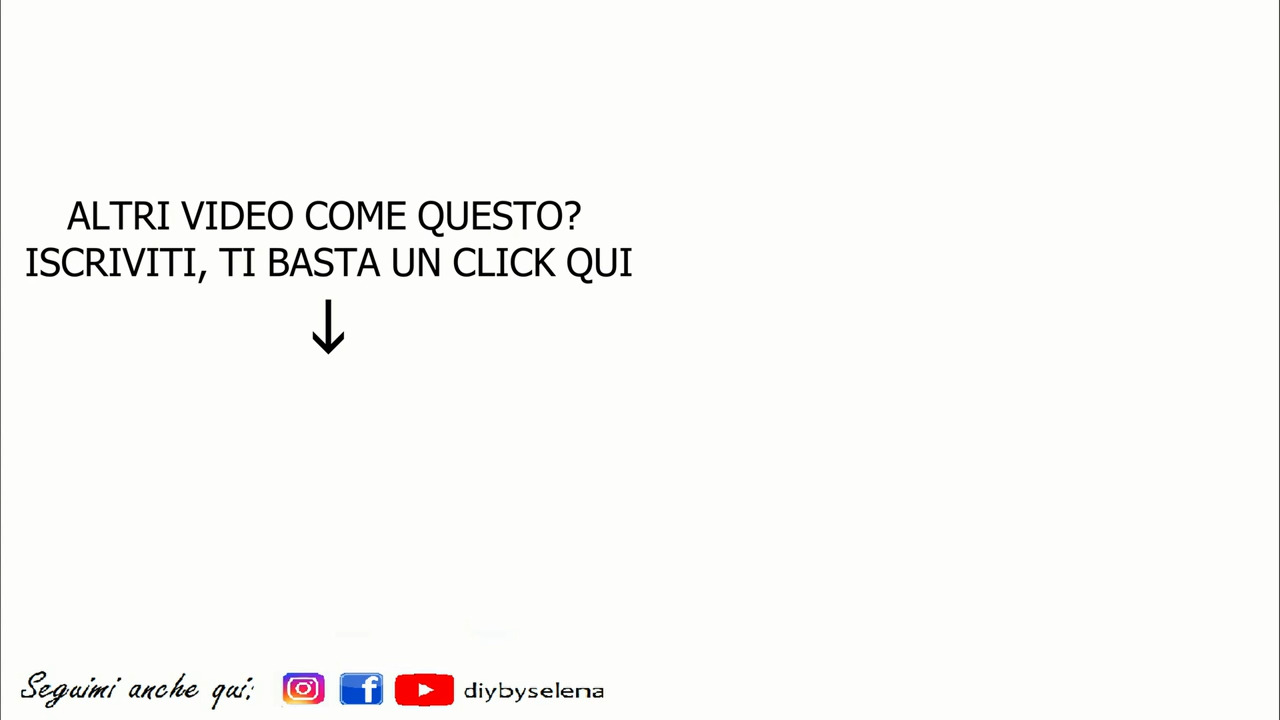 ALTRI VIDEO COME QUESTO?
ISCRIVITI, TI BASTA UN CLICK QUI
Seguimi anche qui: diybyselena